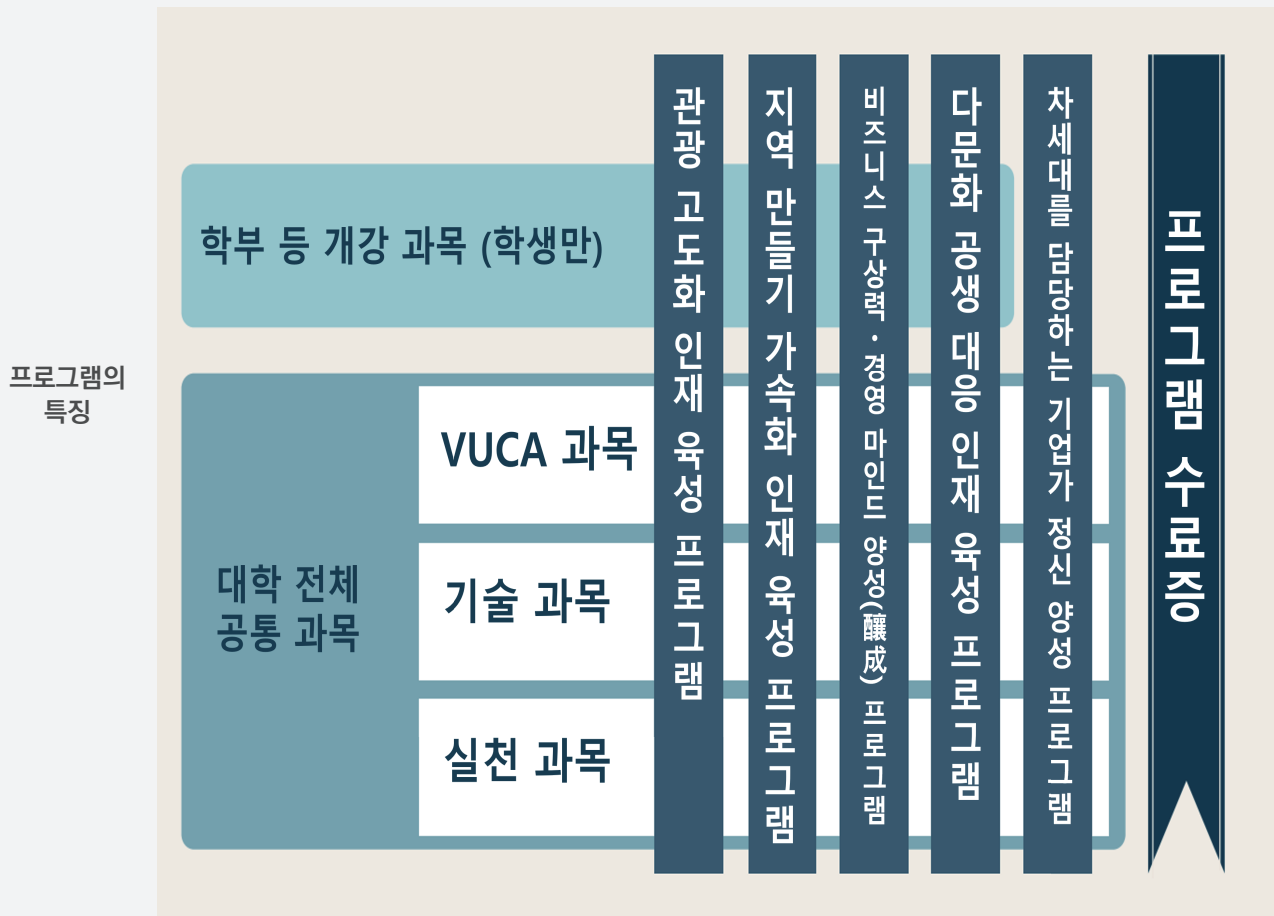 프로그램의
특징
학부 등 개강 과목 (학생만)
대학 전체
공통 과목
VUCA 과목
기술 과목
실천 과목
관광 고도화 인재 육성 프로그램
지역 만들기 가속화 인재 육성 프로그램
비즈니스 구상력・경영 마인드 양성(釀成) 프로그램
다문화 공생 대응 인재 육성 프로그램
차세대를 담당하는 기업가 정신 양성 프로그램
프로그램 수료증